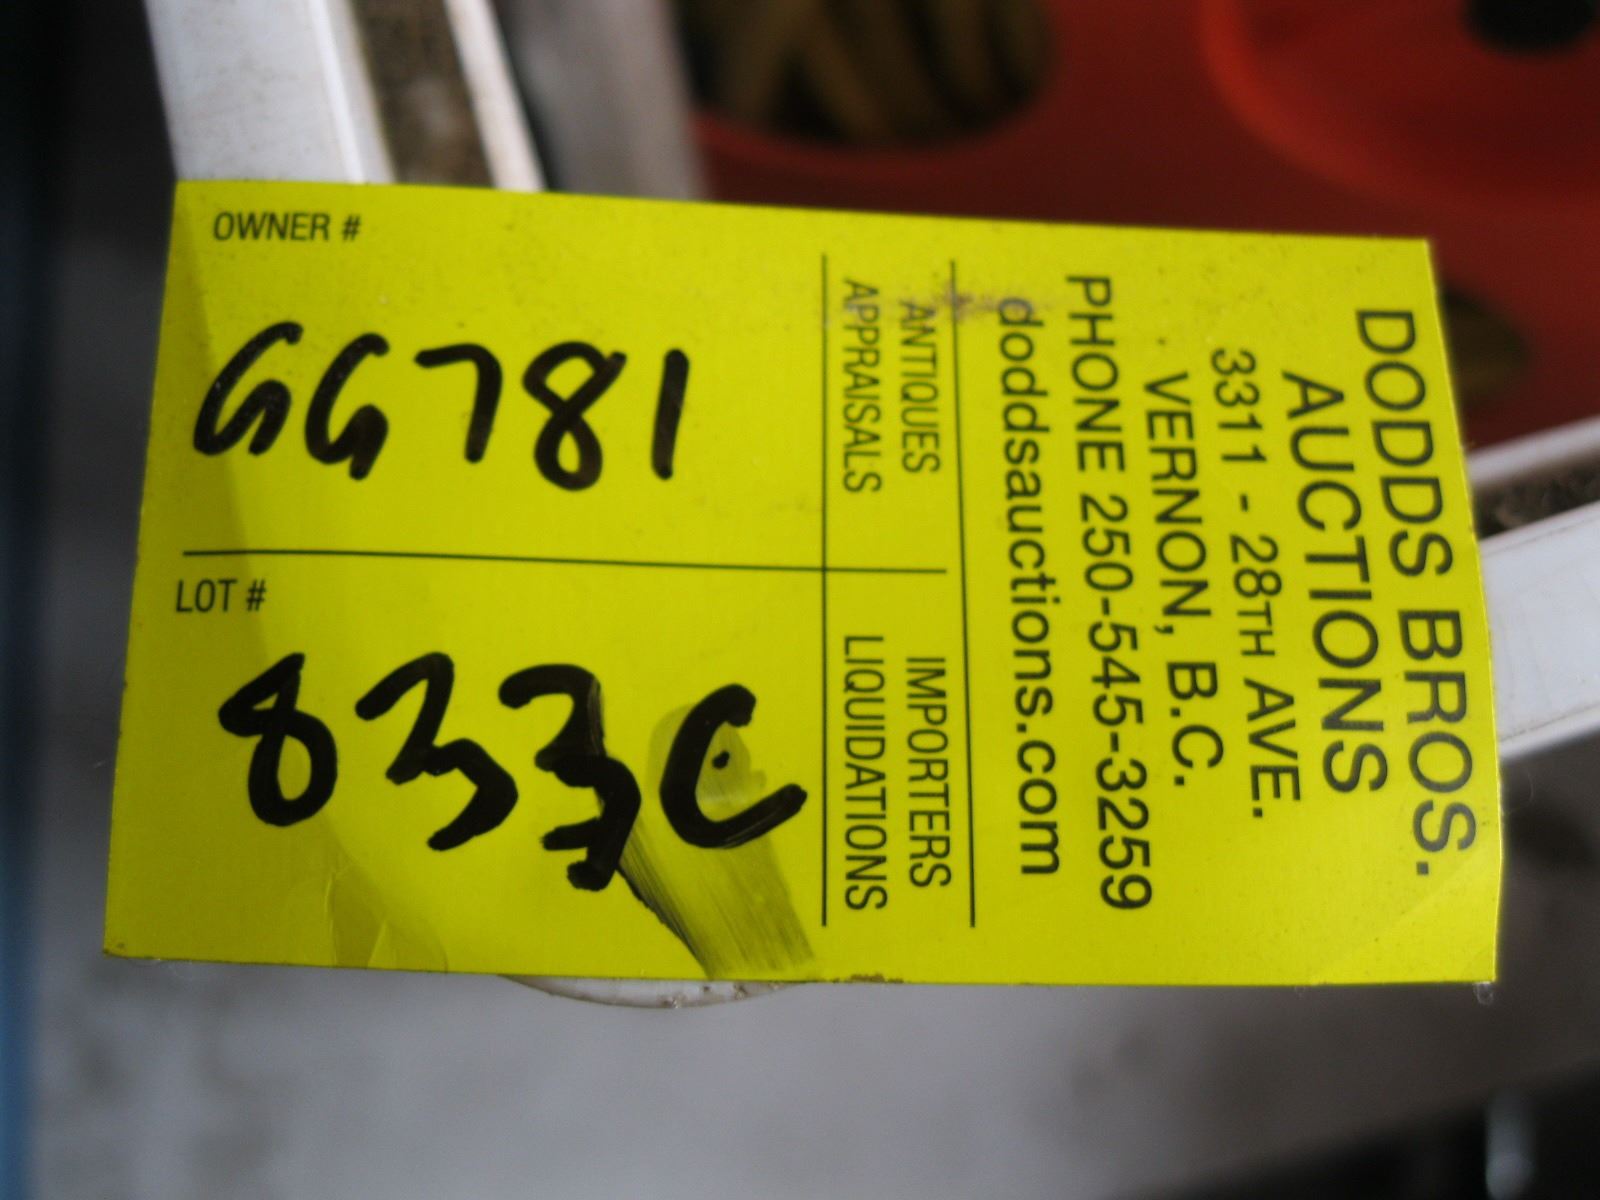 DODDS BROS.
AUCTIONS
3311 - 28TH AVE.
VERNON, B.C.
PHONE 250-545-3259
doddsauctions.com
ANTIQUES
APPRAISALS
IMPORTERS
LIQUIDATIONS
OWNER #
GG781
LOT #
833C